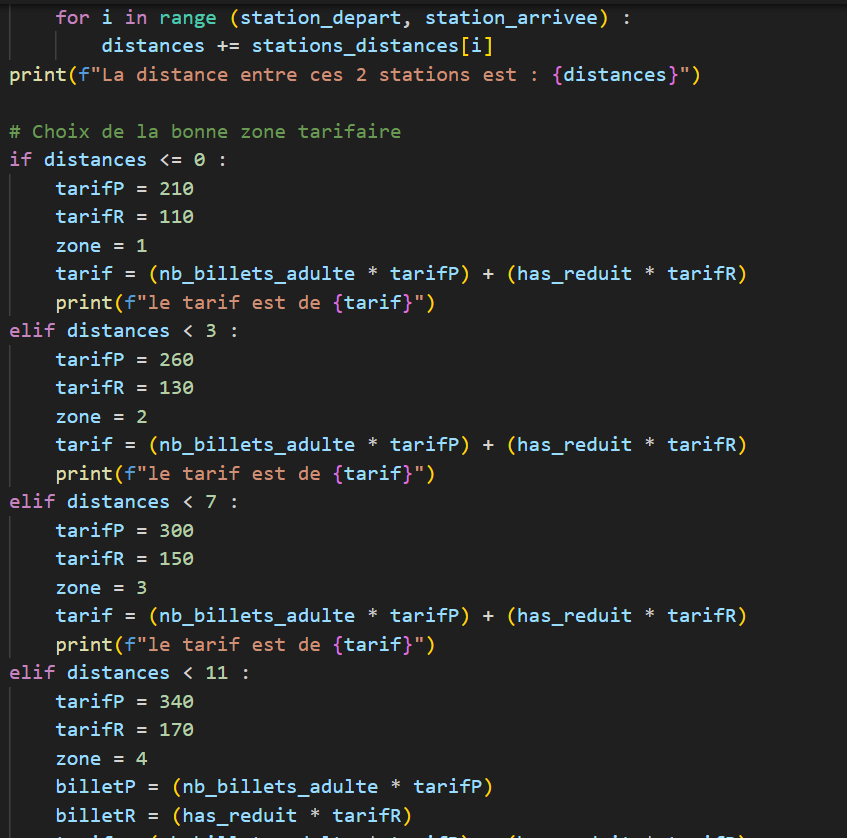 for i in range (station_depart, station_arrivee) :
        distances += stations_distances[i]
print(f"La distance entre ces 2 stations est : {distances}")

# Choix de la bonne zone tarifaire
if distances <= 0 :
    tarifP = 210
    tarifR = 110
    zone = 1
    tarif = (nb_billets_adulte * tarifP) + (has_reduit * tarifR)
    print(f"le tarif est de {tarif}")
elif distances < 3 :
    tarifP = 260
    tarifR = 130
    zone = 2
    tarif = (nb_billets_adulte * tarifP) + (has_reduit * tarifR)
    print(f"le tarif est de {tarif}")
elif distances < 7 :
    tarifP = 300
    tarifR = 150
    zone = 3
    tarif = (nb_billets_adulte * tarifP) + (has_reduit * tarifR)
    print(f"le tarif est de {tarif}")
elif distances < 11 :
    tarifP = 340
    tarifR = 170
    zone = 4
    billetP = (nb_billets_adulte * tarifP)
    billetR = (has_reduit * tarifR)